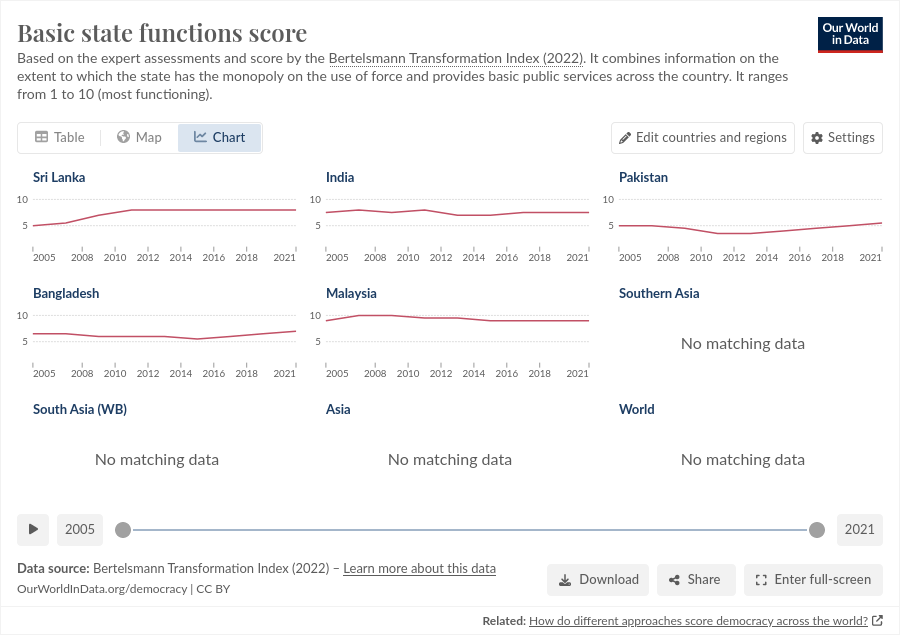 Basic state functions score
Our World
in Data
Based on the expert assessments and score by the Bertelsmann Transformation Index (2022). It combines information on the
extent to which the state has the monopoly on the use of force and provides basic public services across the country. It ranges
from 1 to 10 (most functioning).
Table Map Chart Edit countries and regions Settings
Sri Lanka India Pakistan
10 10 10
5 5 5
2005 2008 2010 2012 2014 2016 2018 2021 2005 2008 2010 2012 2014 2016 2018 2021 2005 2008 2010 2012 2014 2016 2018 2021
Bangladesh Malaysia Southern Asia
10 10
5 5 No matching data
2005 2008 2010 2012 2014 2016 2018 2021 2005 2008 2010 2012 2014 2016 2018 2021
South Asia (WB) Asia World
No matching data No matching data No matching data
2005 2021
Data source: Bertelsmann Transformation Index (2022) – Learn more about this data
OurWorldInData.org/democracy | CC BY
Download Share Enter full-screen
Related: How do different approaches score democracy across the world?